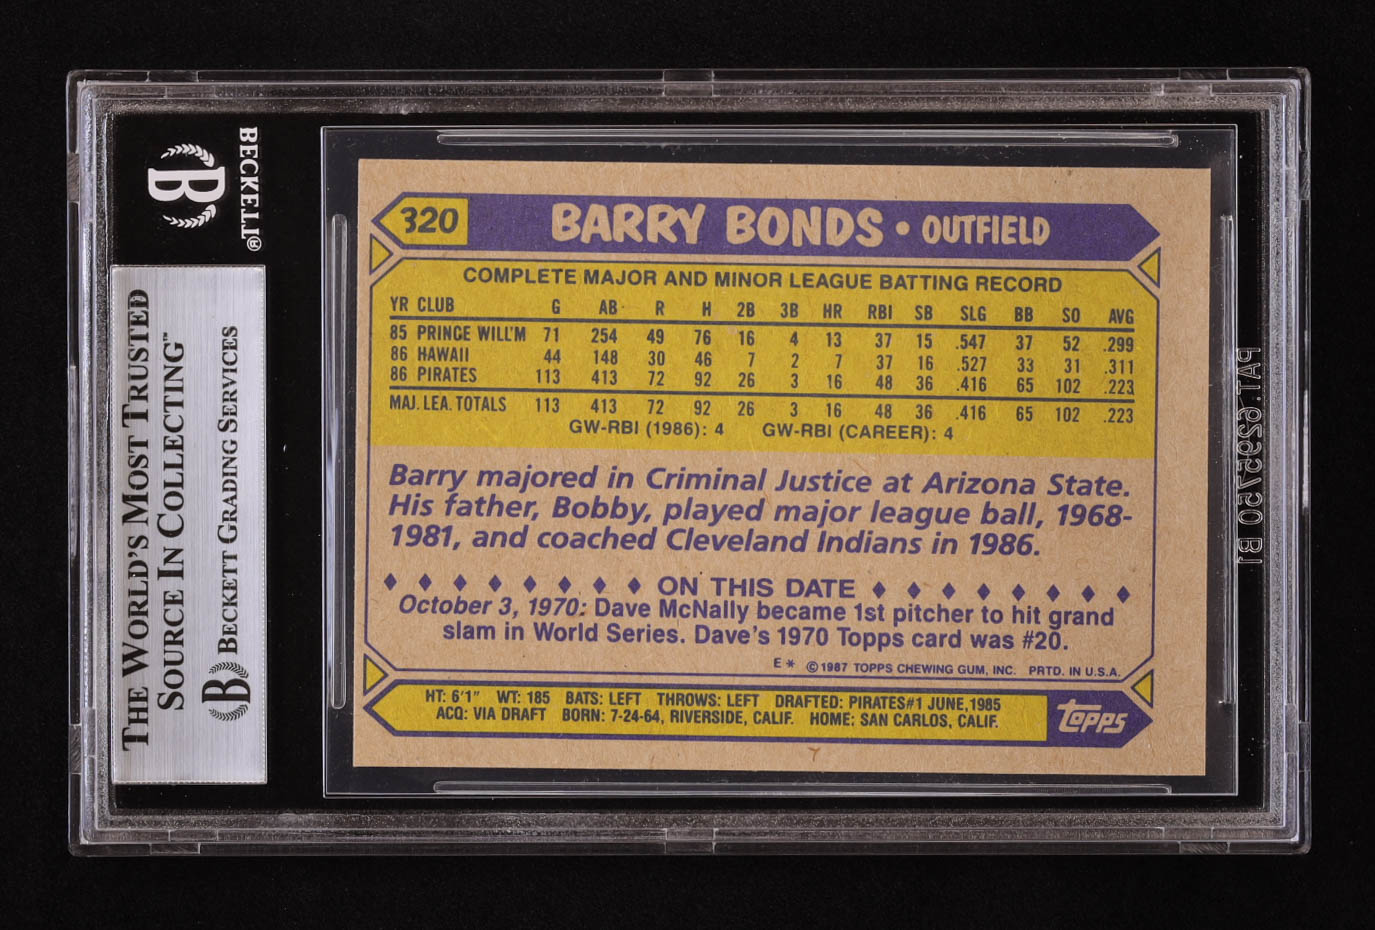 BECKETT®
B
THE WORLD'S MOST TRUSTED
SOURCE IN COLLECTING™
B BECKETT GRADING SERVICES
320 BARRY BONDS • OUTFIELD
COMPLETE MAJOR AND MINOR LEAGUE BATTING RECORD
YR CLUB G AB R H 2B 3B HR RBI SB SLG BB SO AVG
85 PRINCE WILL'M 71 254 49 76 16 4 13 37 15 .547 37 52 .299
86 HAWAII 44 148 30 46 7 2 7 37 16 .527 33 31 .311
86 PIRATES 113 413 72 92 26 3 16 48 36 .416 65 102 .223
MAJ. LEA. TOTALS 113 413 72 92 26 3 16 48 36 .416 65 102 .223
GW-RBI (1986): 4 GW-RBI (CAREER): 4
Barry majored in Criminal Justice at Arizona State.
His father, Bobby, played major league ball, 1968-
1981, and coached Cleveland Indians in 1986.
ON THIS DATE
October 3, 1970: Dave McNally became 1st pitcher to hit grand
slam in World Series. Dave's 1970 Topps card was #20.
E * ©1987 TOPPS CHEWING GUM, INC. PRTD. IN U.S.A.
HT: 6'1" WT: 185 BATS: LEFT THROWS: LEFT DRAFTED: PIRATES#1 JUNE,1985
ACQ: VIA DRAFT BORN: 7-24-64, RIVERSIDE, CALIF. HOME: SAN CARLOS, CALIF.
topps
PAT. 6295750 B1